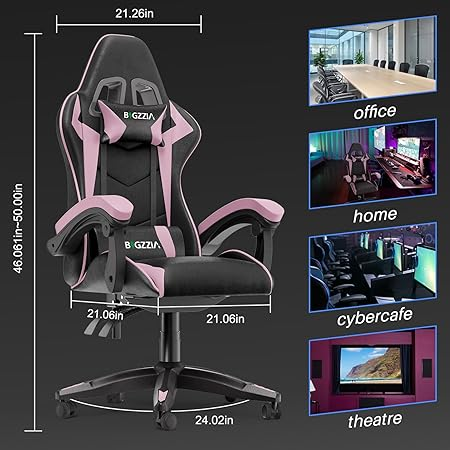 21.26in
46.061in~50.00in
BIGZZIA
BIGZZIA
21.06in
21.06in
24.02in
office
home
cybercafe
theatre